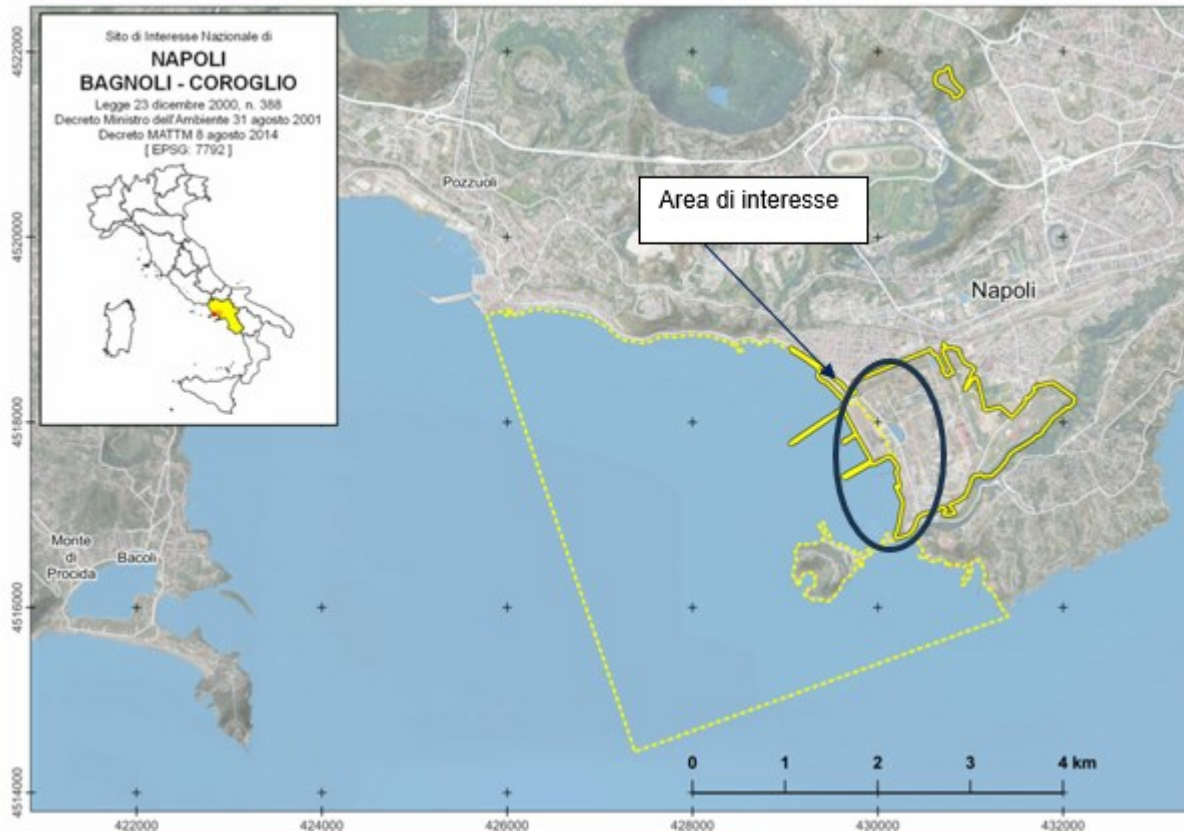 Sito di Interesse Nazionale di
NAPOLI
BAGNOLI - COROGLIO
Legge 23 dicembre 2000, n. 388
Decreto Ministro dell'Ambiente 31 agosto 2001
Decreto MATTM 8 agosto 2014
[ EPSG: 7792 ]
Pozzuoli
Area di interesse
Napoli
Monte
di
Procida
Bacoli
0 1 2 3 4 km
4522000
4520000
4518000
4516000
4514000
422000 424000 426000 428000 430000 432000